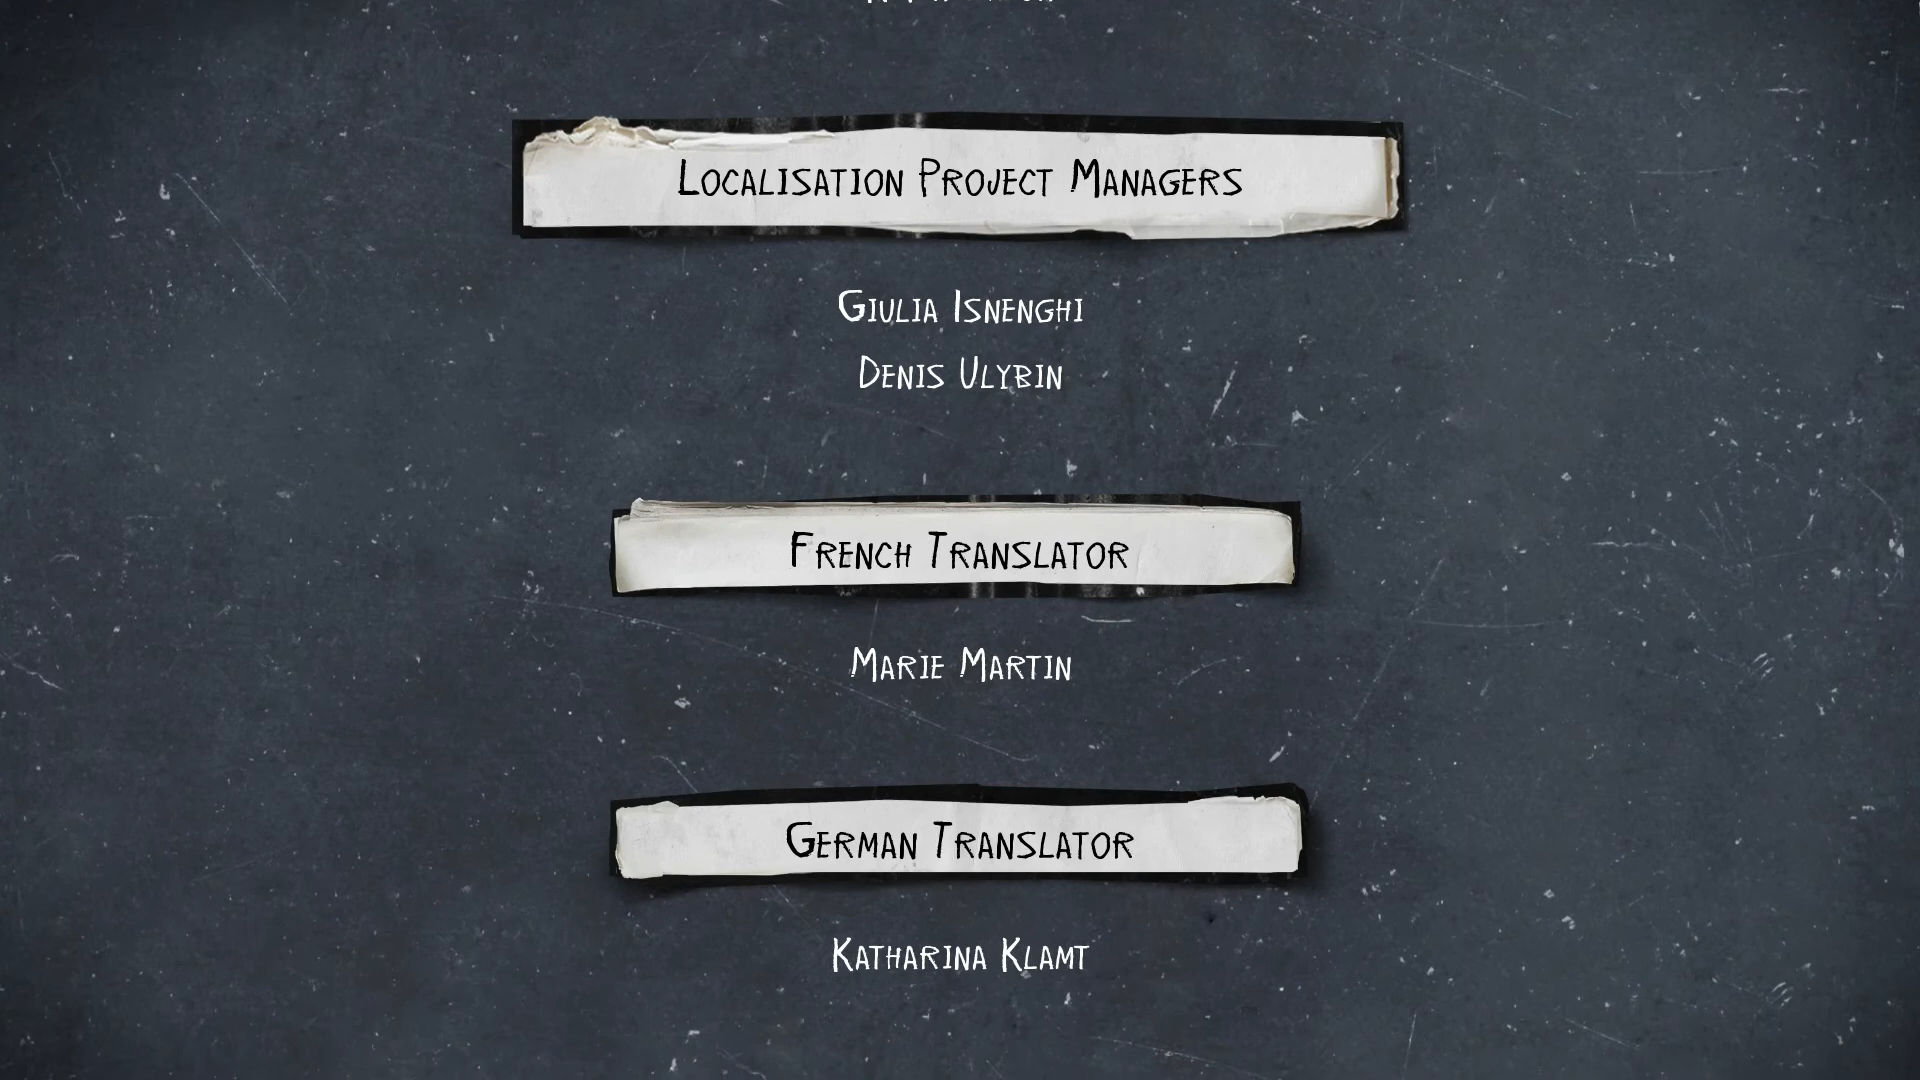 Localisation Project Managers
Giulia Isnenghi
Denis Ulybin
French Translator
Marie Martin
German Translator
Katharina Klamt